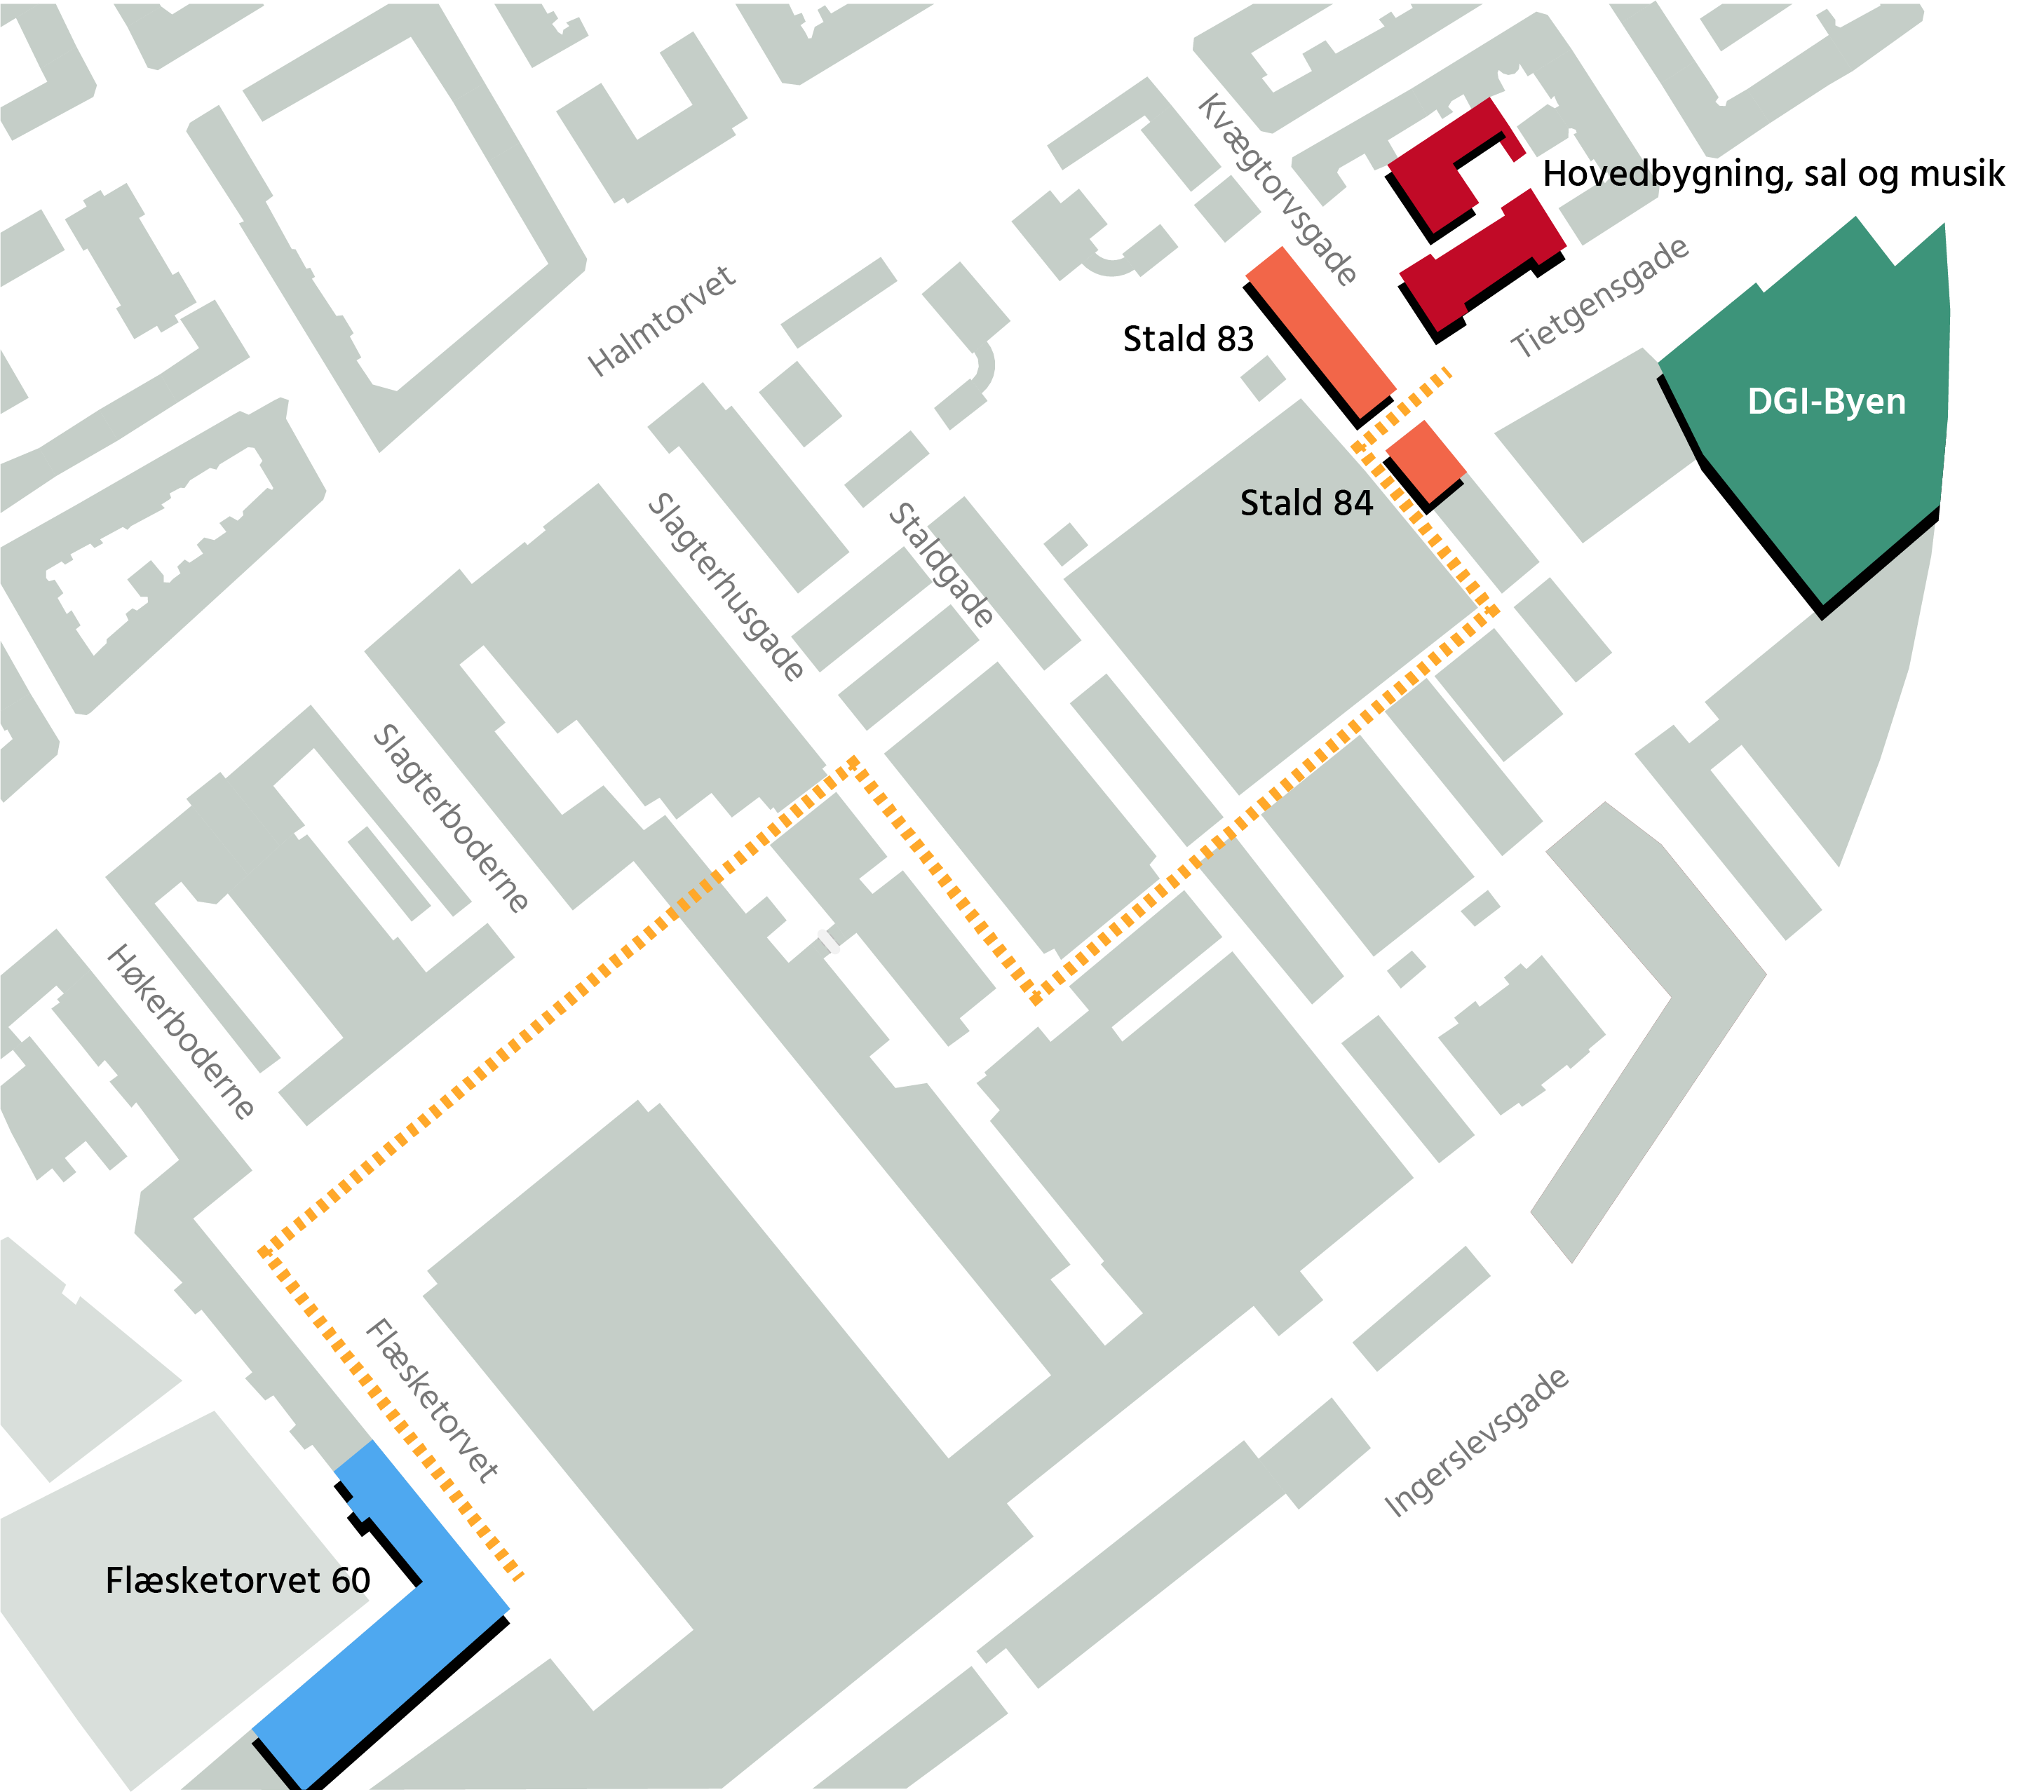 Kvægtorvsgade
Hovedbygning, sal og musik
Halmtorvet
Tietgensgade
Stald 83
DGI-Byen
Stald 84
Slagterhusgade
Staldgade
Slagterboderne
Høkerboderne
Flæsketorvet
Ingerslevsgade
Flæsketorvet 60